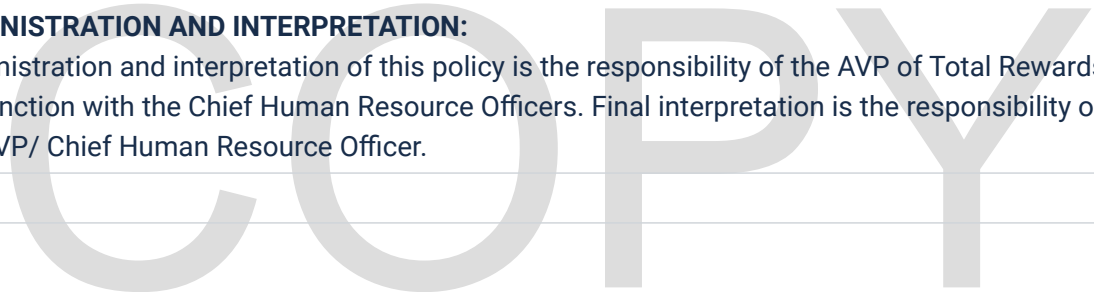 NISTRATION AND INTERPRETATION:
nistration and interpretation of this policy is the responsibility of the AVP of Total Rewards
nction with the Chief Human Resource Officers. Final interpretation is the responsibility o
VP/ Chief Human Resource Officer.
COPY